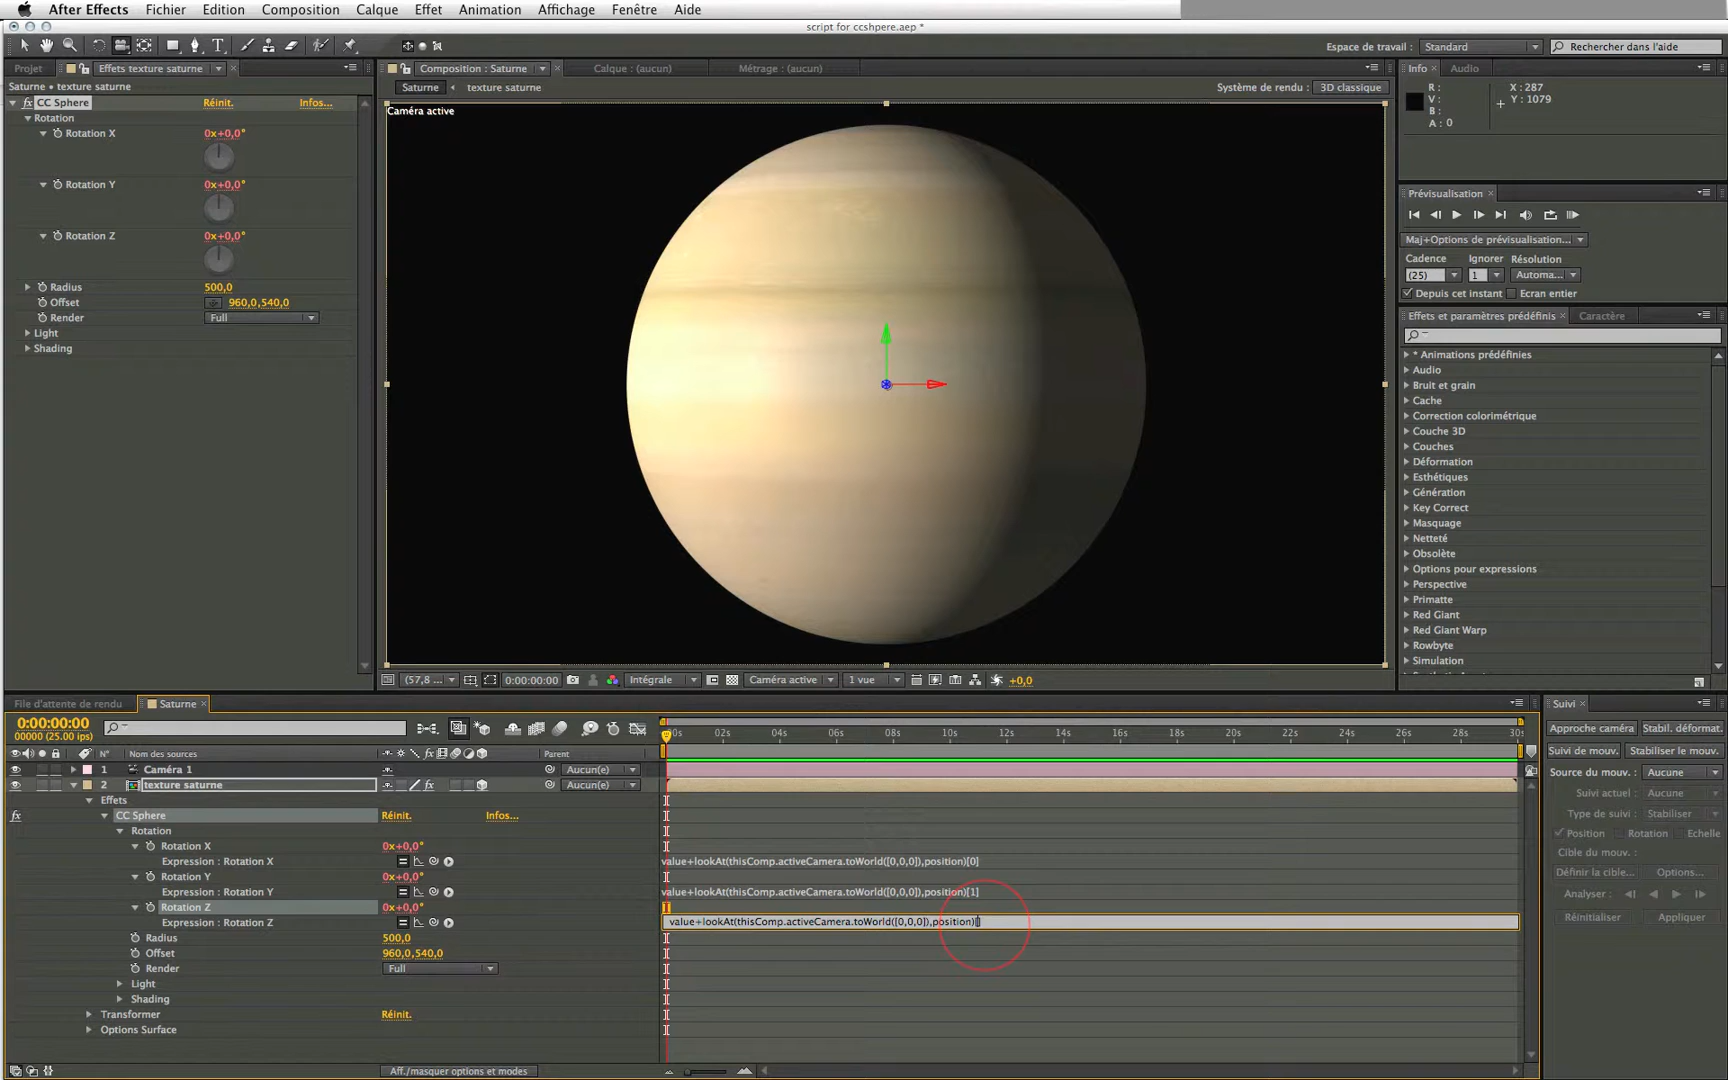 After Effects Fichier Edition Composition Calque Effet Animation Affichage Fenêtre Aide
script for ccshpere.aep *
Espace de travail : Standard
Rechercher dans l'aide
Projet
Effets texture saturne
Composition : Saturne
Calque : (aucun)
Métrage : (aucun)
Info
Audio
Saturne • texture saturne
Saturne
texture saturne
Système de rendu : 3D classique
fx CC Sphere Réinit. Infos...
Rotation
Rotation X 0x+0,0°
Rotation Y 0x+0,0°
Rotation Z 0x+0,0°
Radius 500,0
Offset 960,0,540,0
Render Full
Light
Shading
Caméra active
R :
V :
B :
A : 0
X : 287
Y : 1079
Prévisualisation
Maj+Options de prévisualisation...
Cadence Ignorer Résolution
(25) 1 Automa...
Depuis cet instant Ecran entier
Effets et paramètres prédéfinis
Caractère
* Animations prédéfinies
Audio
Bruit et grain
Cache
Correction colorimétrique
Couche 3D
Couches
Déformation
Esthétiques
Génération
Key Correct
Masquage
Netteté
Obsolète
Options pour expressions
Perspective
Primatte
Red Giant
Red Giant Warp
Rowbyte
Simulation
(57,8 ... 0:00:00:00 Intégrale Caméra active 1 vue +0,0
File d'attente de rendu
Saturne
0:00:00:00
00000 (25.00 ips)
N° Nom des sources Parent
02s 04s 06s 08s 10s 12s 14s 16s 18s 20s 22s 24s 26s 28s 30s
1 Caméra 1 Aucun(e)
2 texture saturne fx Aucun(e)
Effets
fx CC Sphere Réinit. Infos...
Rotation
Rotation X 0x+0,0°
Expression : Rotation X value+lookAt(thisComp.activeCamera.toWorld([0,0,0]),position)[0]
Rotation Y 0x+0,0°
Expression : Rotation Y value+lookAt(thisComp.activeCamera.toWorld([0,0,0]),position)[1]
Rotation Z 0x+0,0°
Expression : Rotation Z value+lookAt(thisComp.activeCamera.toWorld([0,0,0]),position)[]
Radius 500,0
Offset 960,0,540,0
Render Full
Light
Shading
Transformer Réinit.
Options Surface
Aff./masquer options et modes
Suivi
Approche caméra Stabil. déformat.
Suivi de mouv. Stabiliser le mouv.
Source du mouv. : Aucune
Suivi actuel : Aucune
Type de suivi : Stabiliser
Position Rotation Echelle
Cible du mouv. :
Définir la cible... Options...
Analyser :
Réinitialiser Appliquer